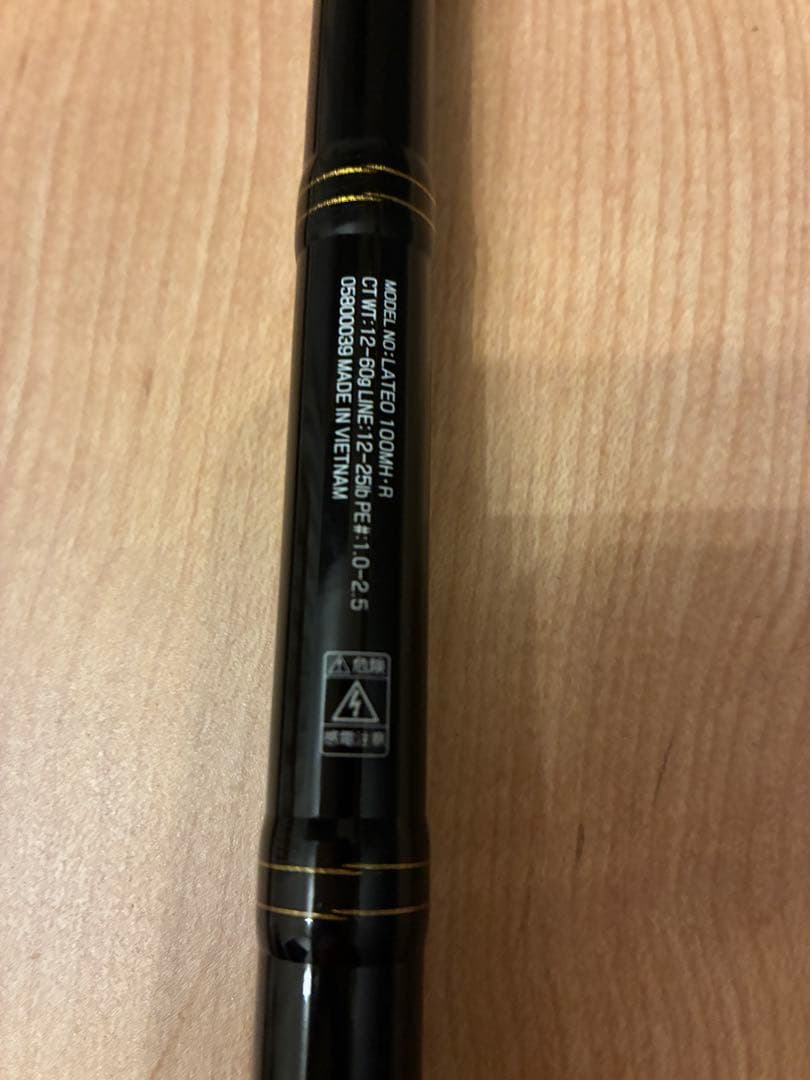 MODEL NO:LATEO 100MH·R
CT WT:12-60g LINE:12-25lb PE#:1.0-2.5
05800039 MADE IN VIETNAM
危険
感電注意